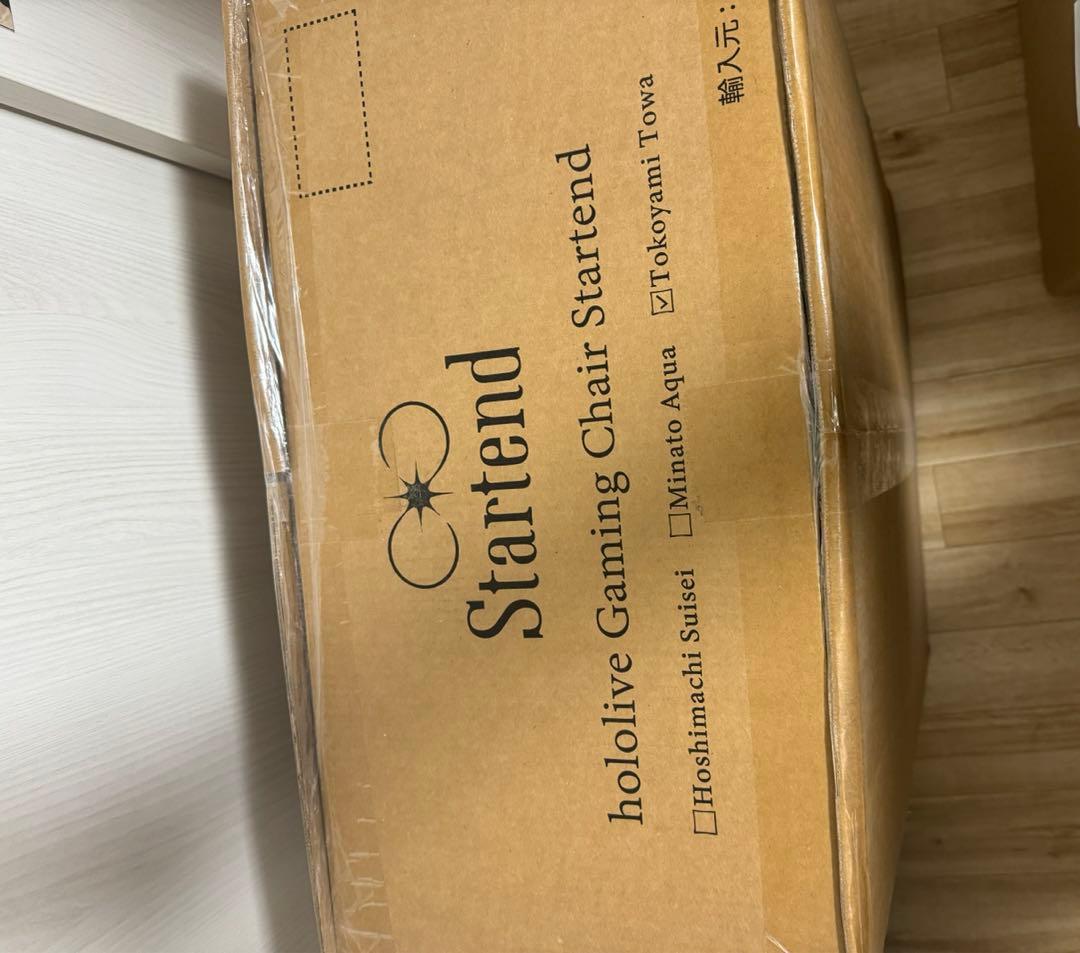 Startend
hololive Gaming Chair Startend
☐Hoshimachi Suisei ☐Minato Aqua ☑Tokoyami Towa
輸入元：